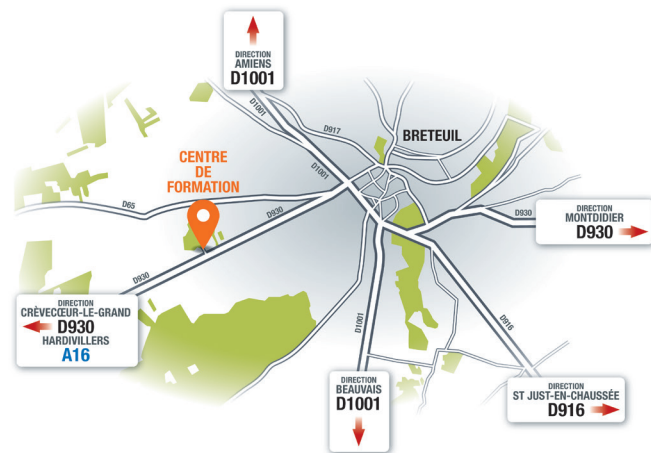 DIRECTION
AMIENS
D1001
D1001
D917
BRETEUIL
D1001
CENTRE
DE
FORMATION
D65
D930
D930
DIRECTION
MONTDIDIER
D930
D930
DIRECTION
CRÈVECŒUR-LE-GRAND
D930
HARDIVILLERS
A16
D1001
D916
DIRECTION
BEAUVAIS
D1001
DIRECTION
ST JUST-EN-CHAUSSÉE
D916